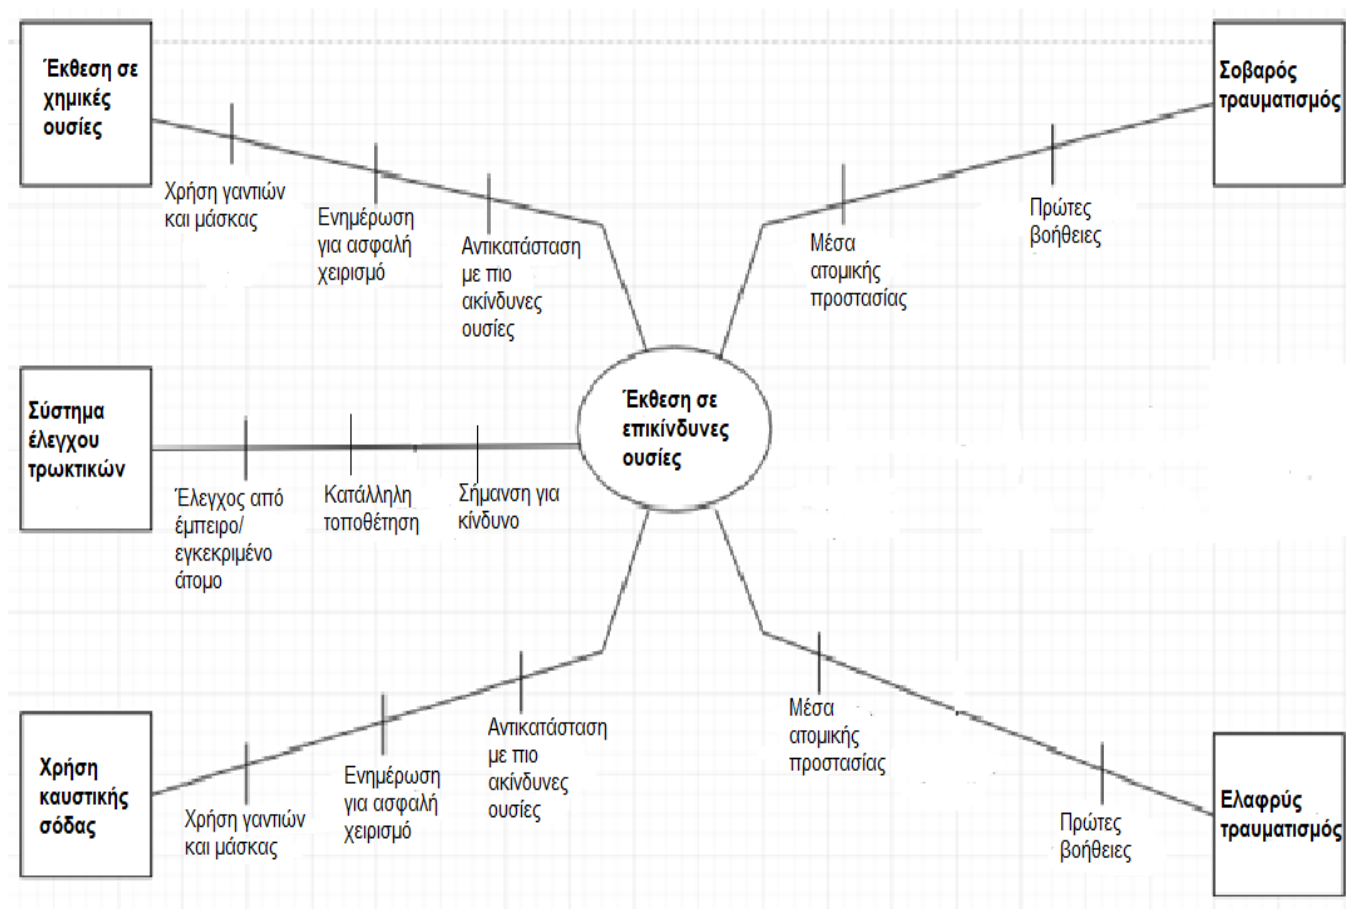 Έκθεση σε
χημικές
ουσίες
Χρήση γαντιών
και μάσκας
Ενημέρωση
για ασφαλή
χειρισμό
Αντικατάσταση
με πιο
ακίνδυνες
ουσίες
Σοβαρός
τραυματισμός
Πρώτες
βοήθειες
Μέσα
ατομικής
προστασίας
Σύστημα
έλεγχου
τρωκτικών
Έλεγχος από
έμπειρο/
εγκεκριμένο
άτομο
Κατάλληλη
τοποθέτηση
Σήμανση για
κίνδυνο
Έκθεση σε
επικίνδυνες
ουσίες
Χρήση
καυστικής
σόδας
Χρήση γαντιών
και μάσκας
Ενημέρωση
για ασφαλή
χειρισμό
Αντικατάσταση
με πιο
ακίνδυνες
ουσίες
Μέσα
ατομικής
προστασίας
Πρώτες
βοήθειες
Ελαφρύς
τραυματισμός